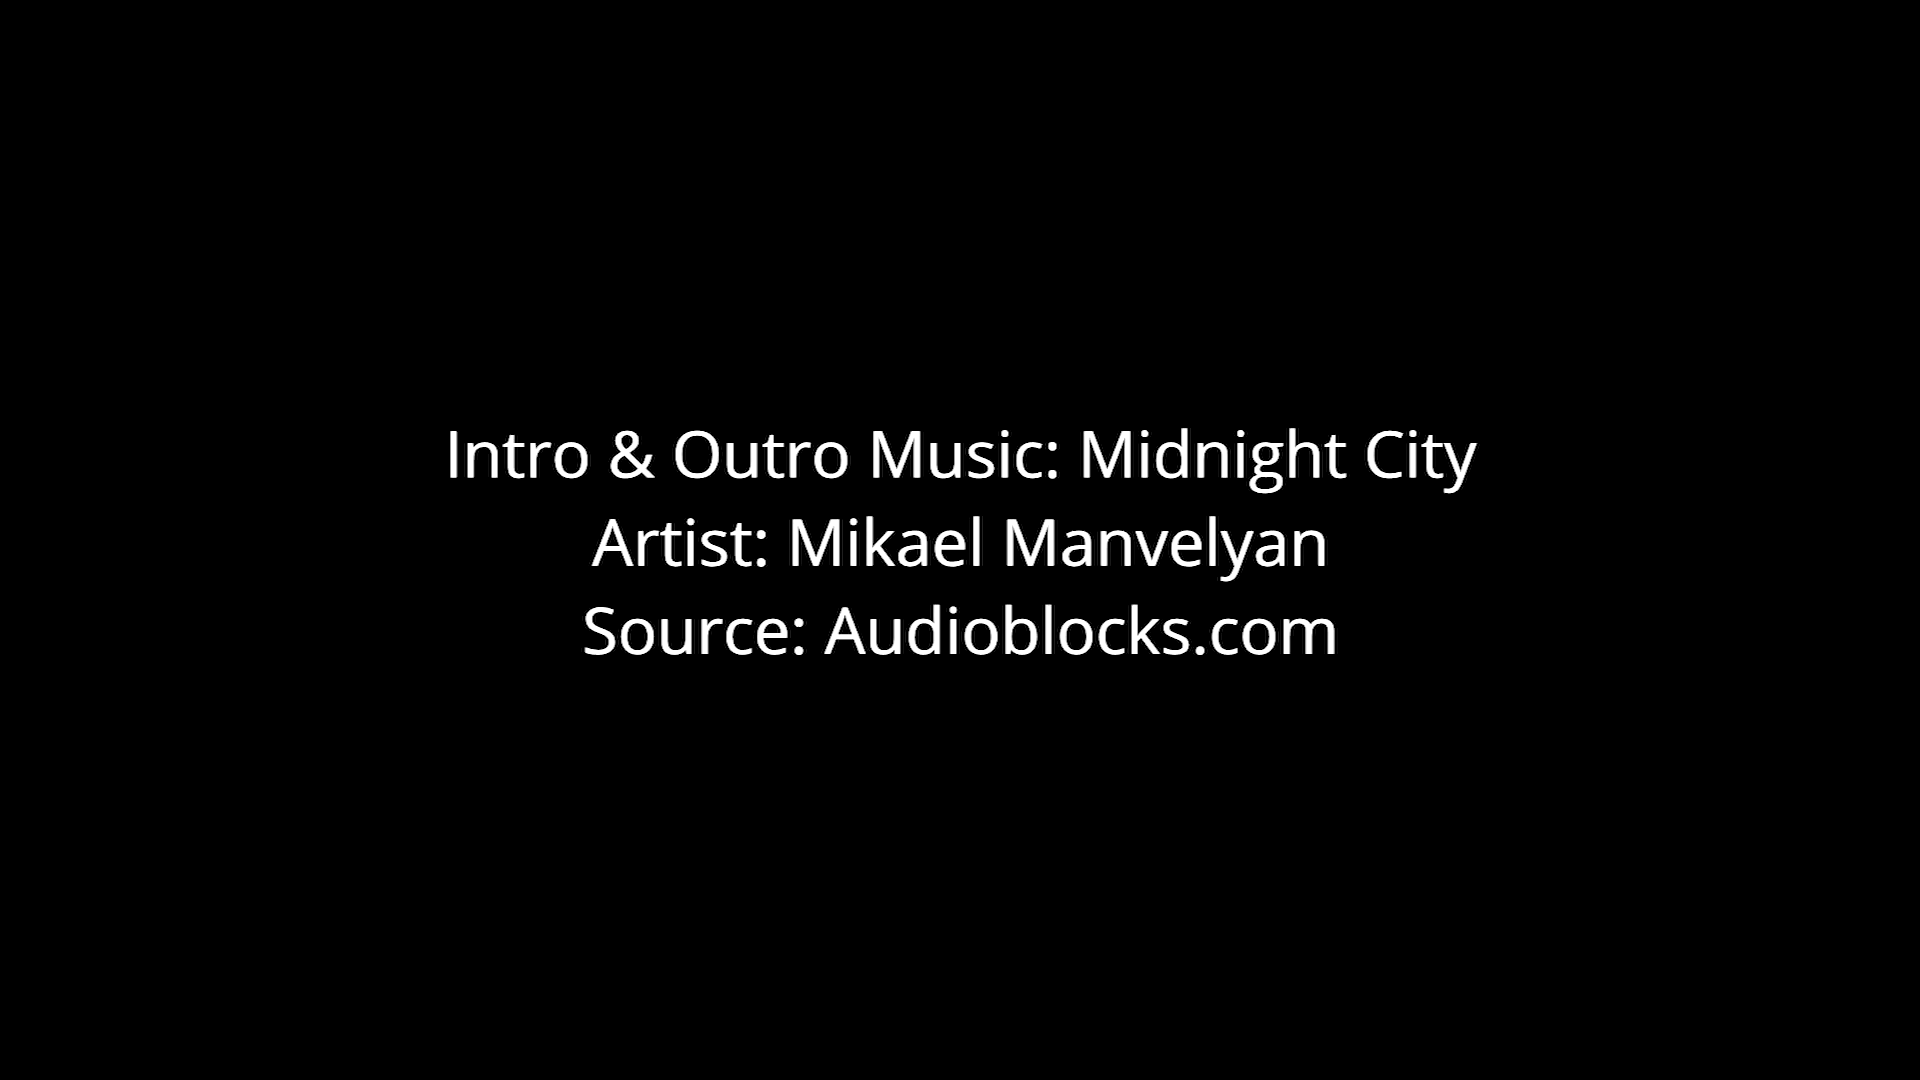 Intro & Outro Music: Midnight City
Artist: Mikael Manvelyan
Source: Audioblocks.com